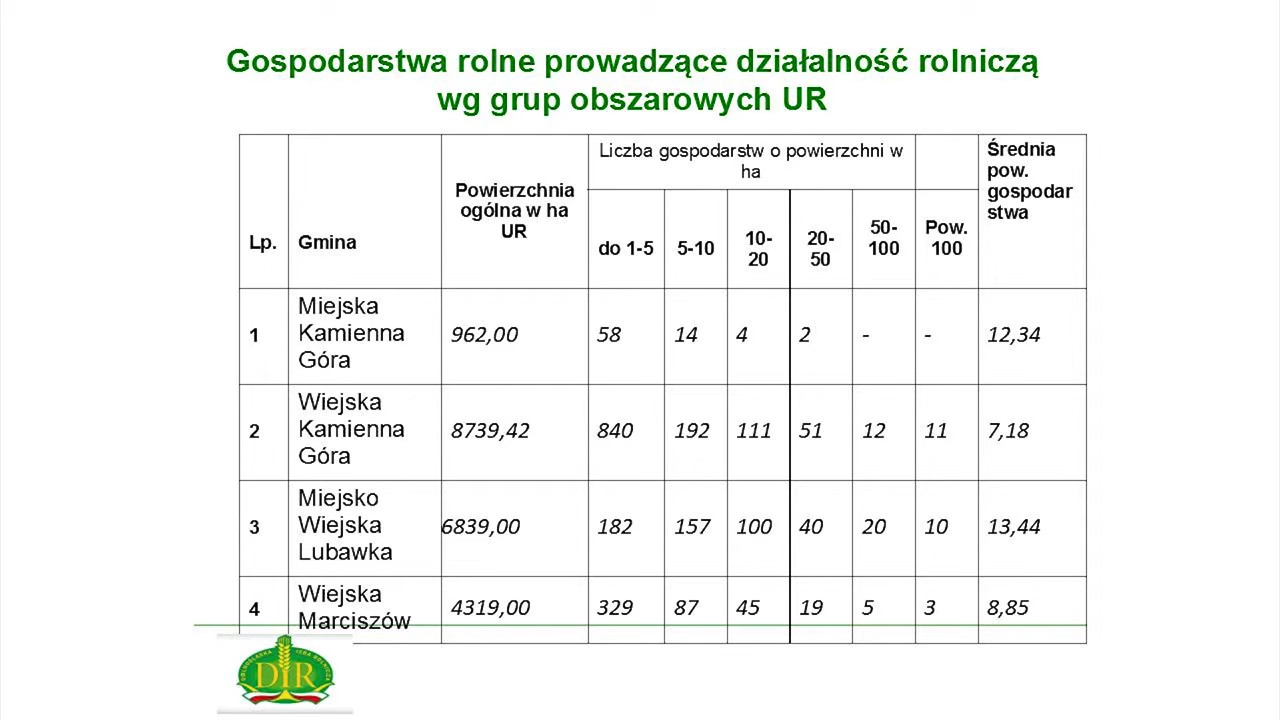 Gospodarstwa rolne prowadzące działalność rolniczą
wg grup obszarowych UR
Lp.
Gmina
Powierzchnia
ogólna w ha
UR
Liczba gospodarstw o powierzchni w
ha
do 1-5
5-10
10-
20
20-
50
50-
100
Pow.
100
Średnia
pow.
gospodar
stwa
1
Miejska
Kamienna
Góra
962,00
58
14
4
2
-
-
12,34
2
Wiejska
Kamienna
Góra
8739,42
840
192
111
51
12
11
7,18
3
Miejsko
Wiejska
Lubawka
6839,00
182
157
100
40
20
10
13,44
4
Wiejska
Marciszów
4319,00
329
87
45
19
5
3
8,85
DOLNOŚLĄSKA IZBA ROLNICZA
DIR